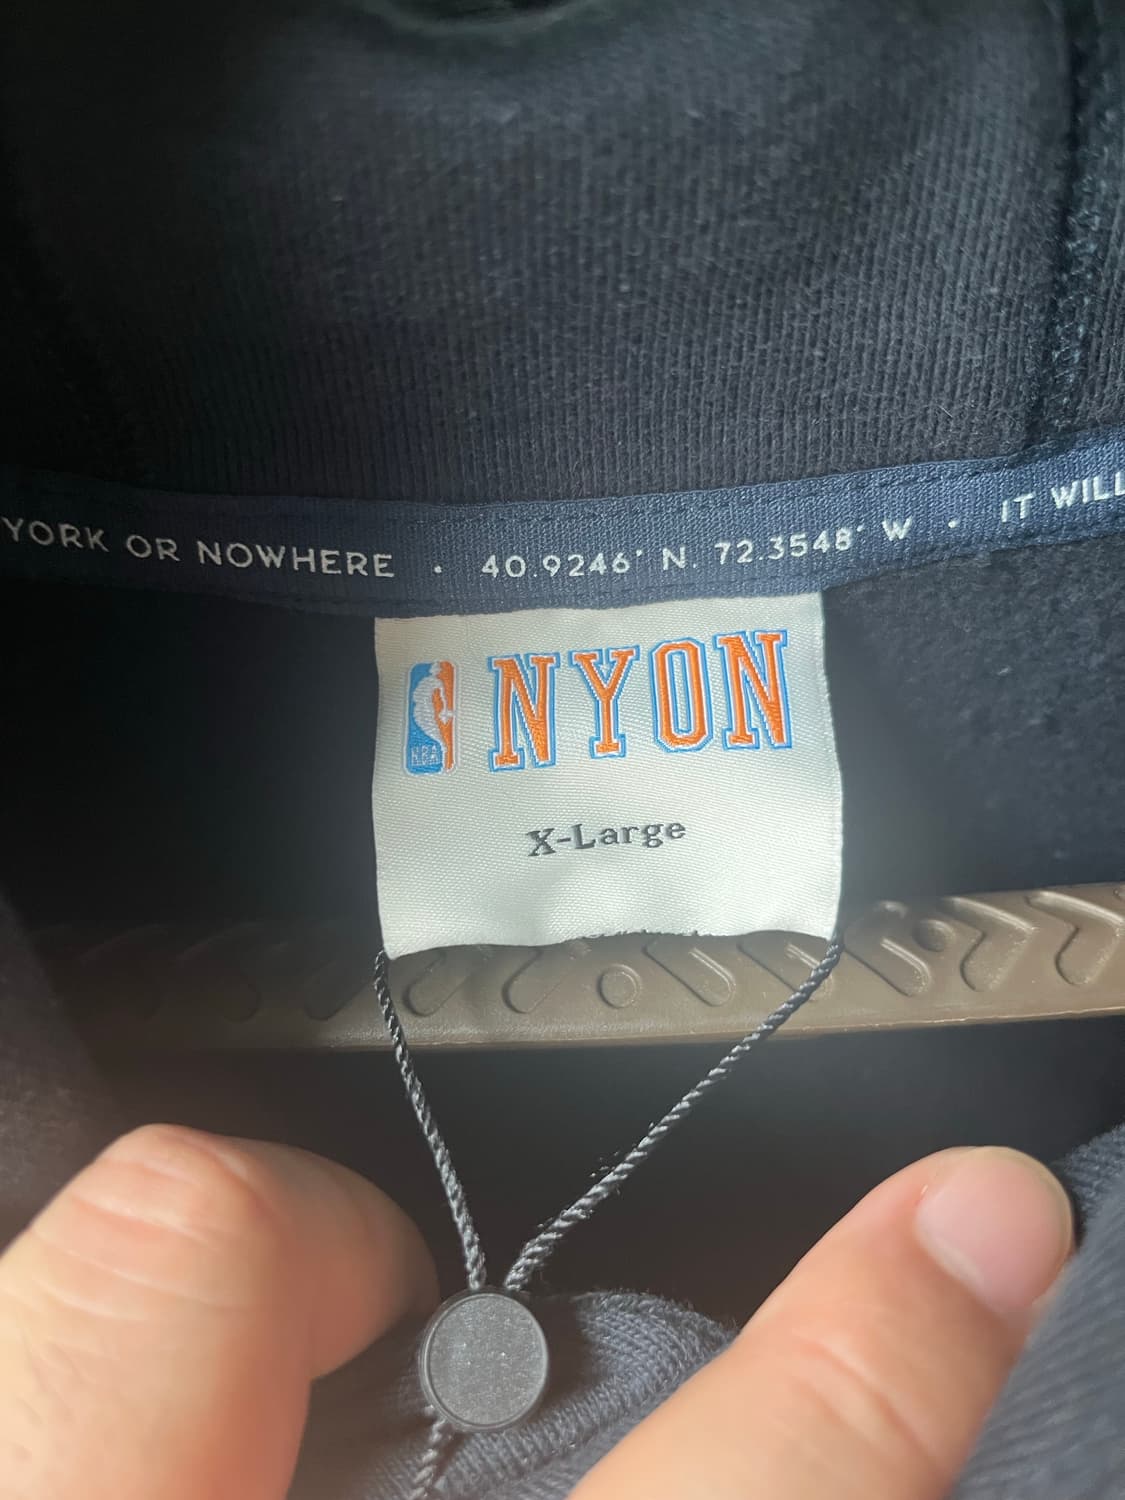 YORK OR NOWHERE • 40.9246° N. 72.3548° W • IT WILL
NBA NYON
X-Large